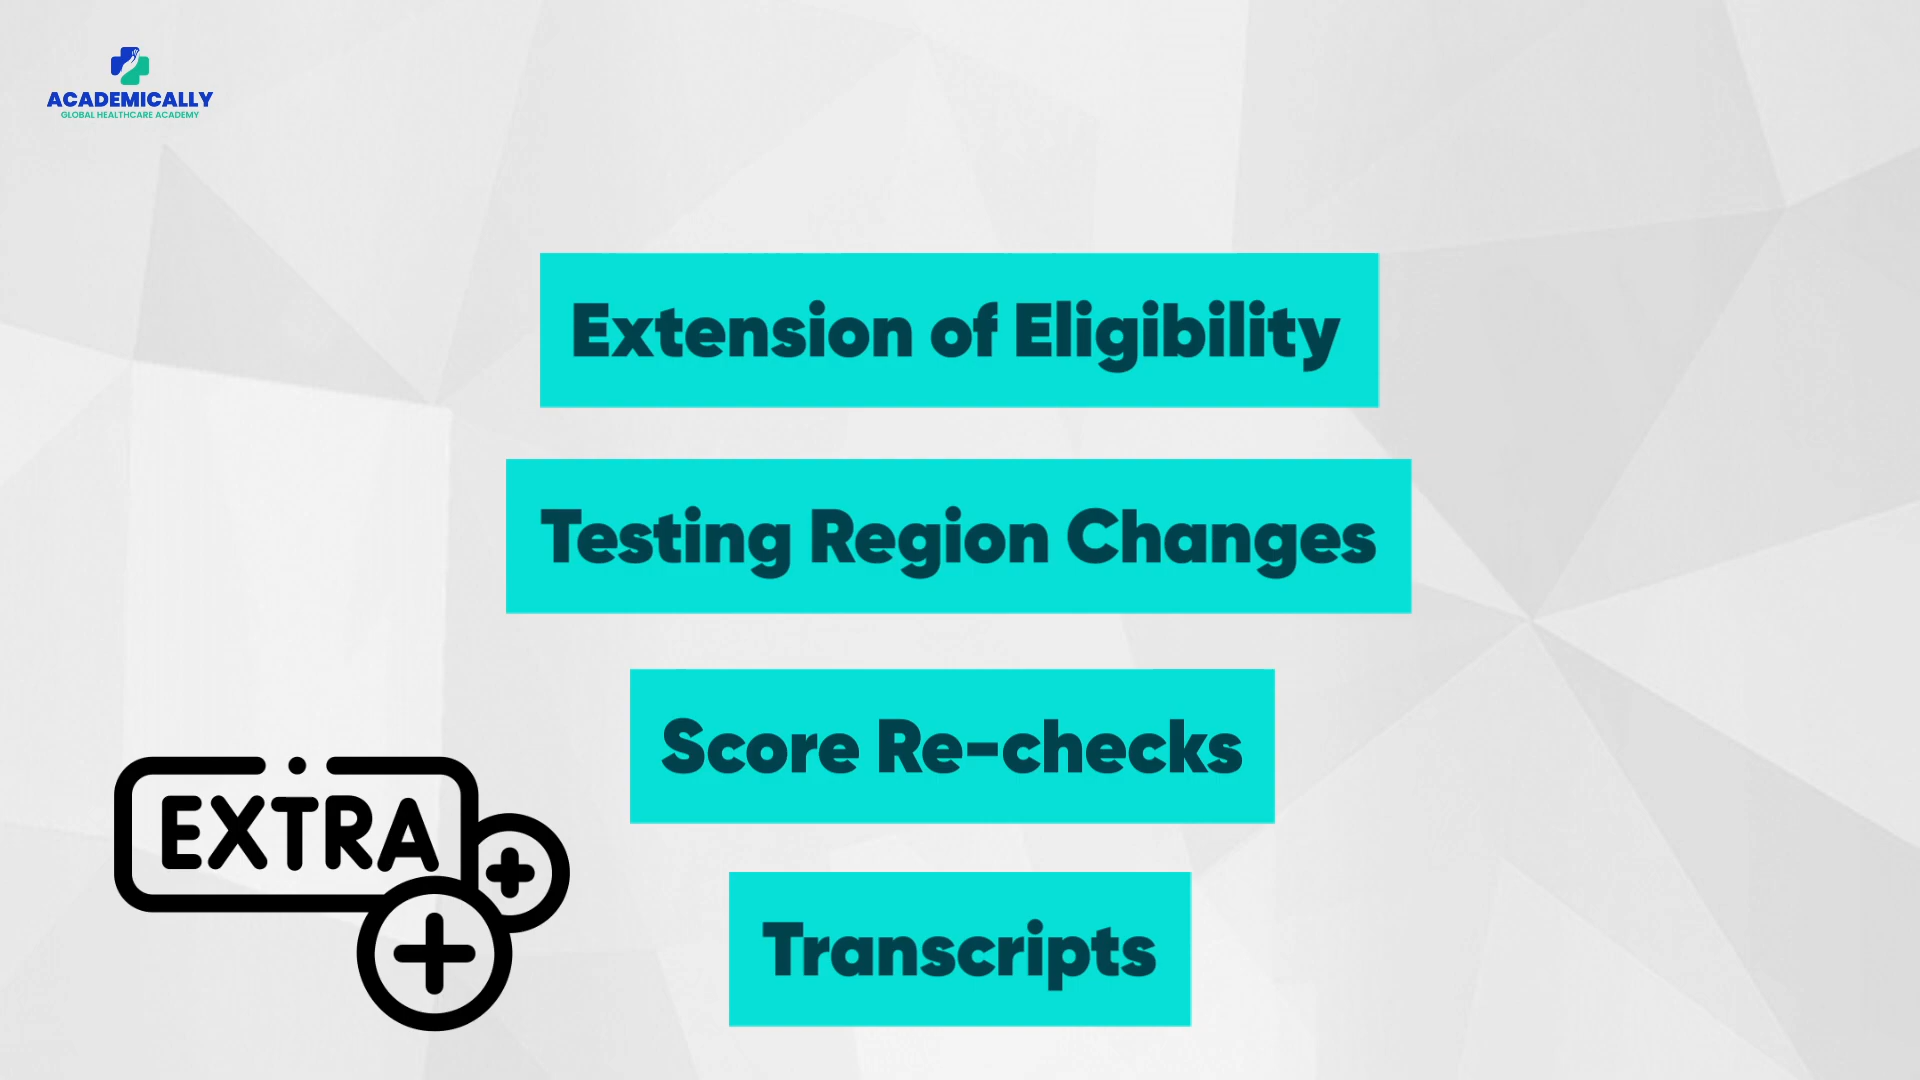 ACADEMICALLY
GLOBAL HEALTHCARE ACADEMY
Extension of Eligibility
Testing Region Changes
Score Re-checks
Transcripts
EXTRA